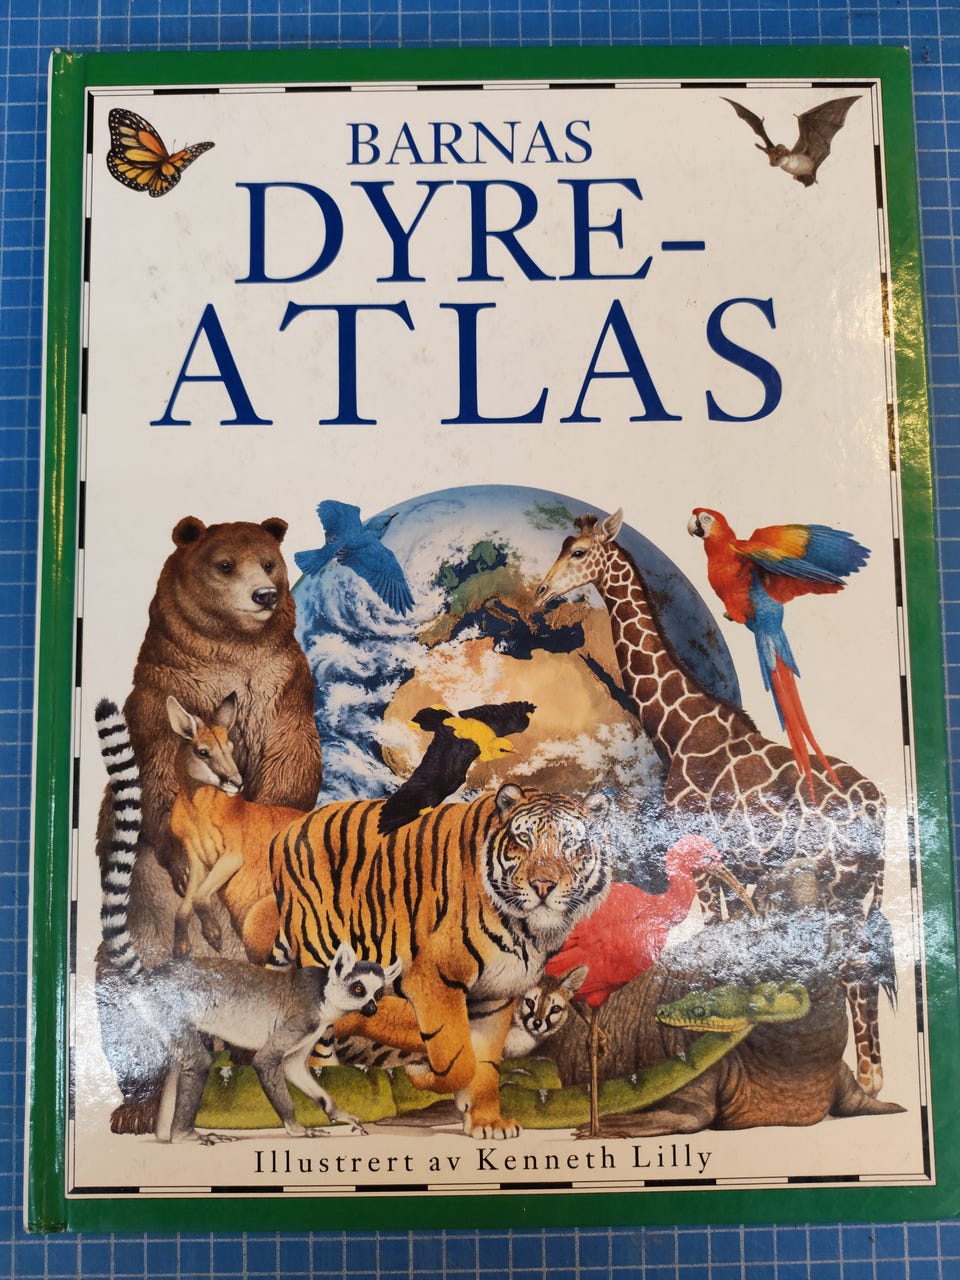 BARNAS
DYRE-
ATLAS
Illustrert av Kenneth Lilly